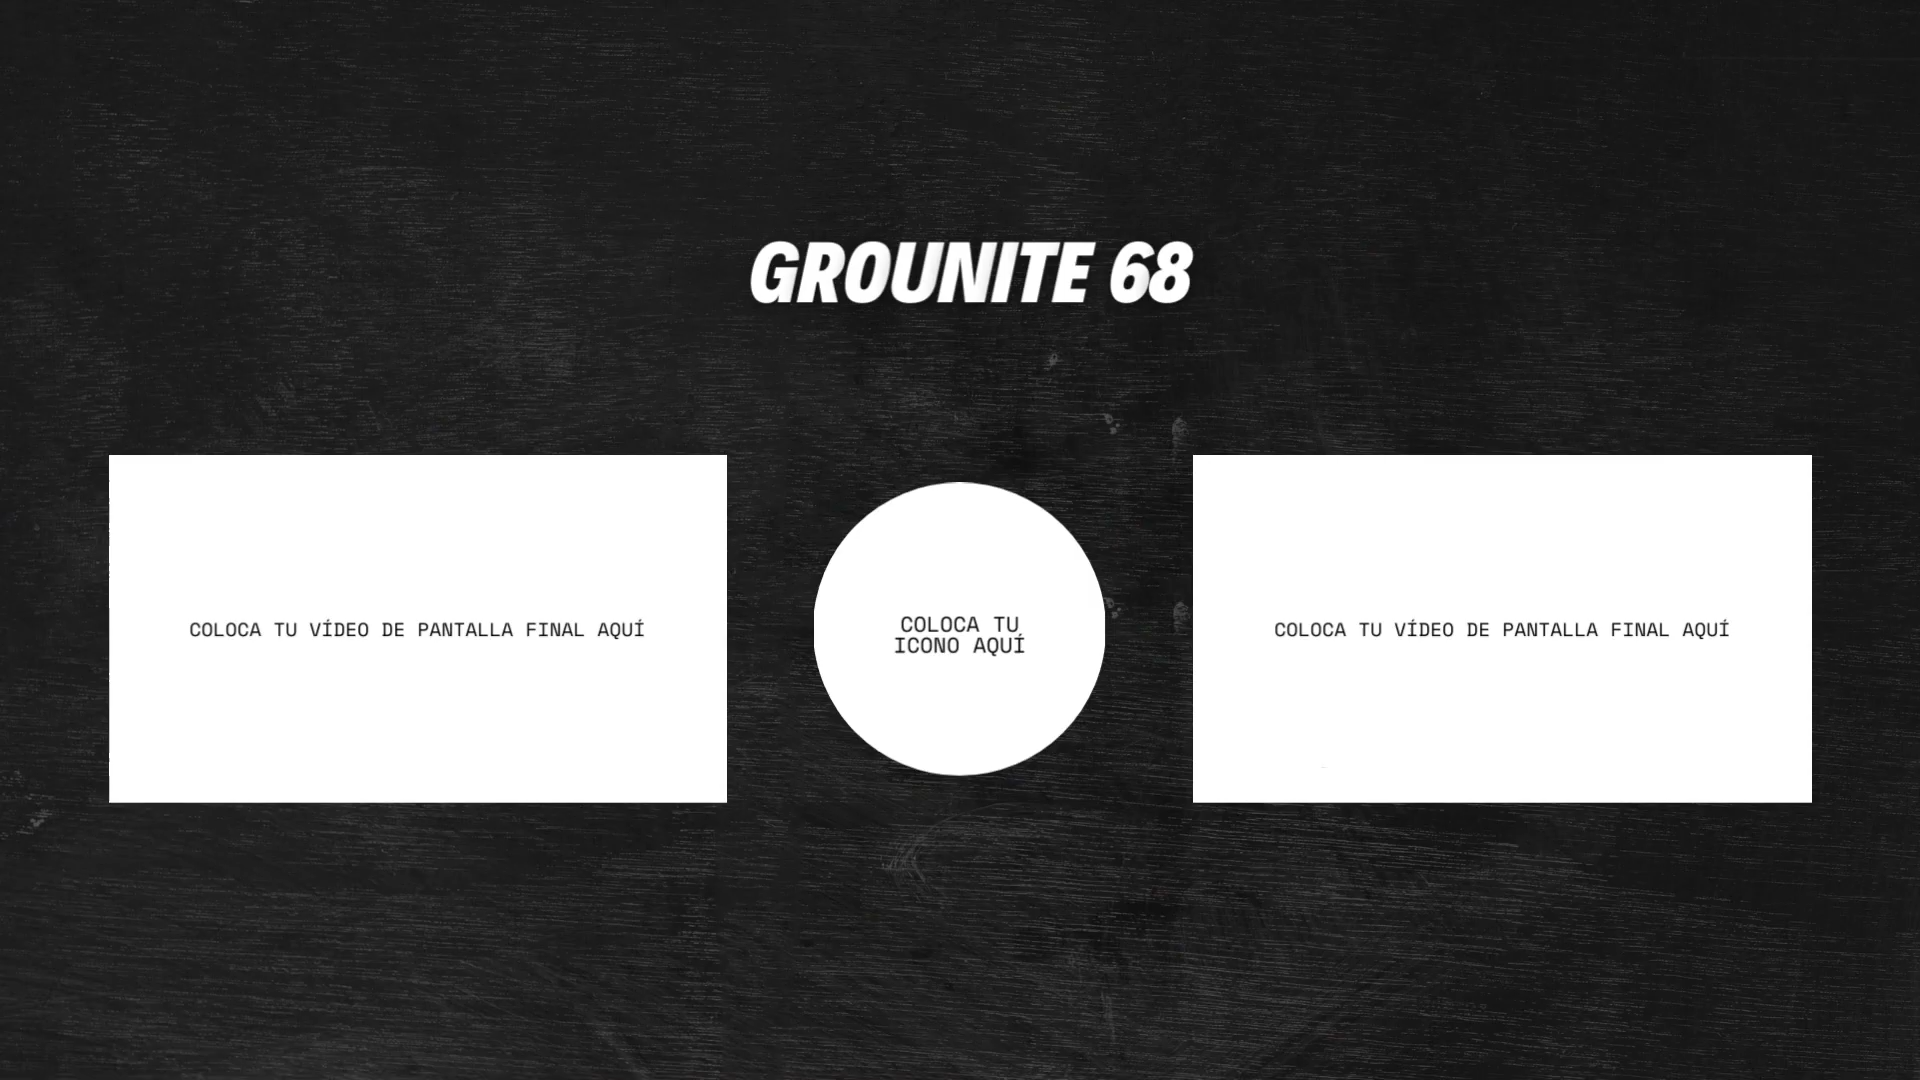 GROUNITE 68
COLOCA TU VÍDEO DE PANTALLA FINAL AQUÍ
COLOCA TU
ICONO AQUÍ
COLOCA TU VÍDEO DE PANTALLA FINAL AQUÍ